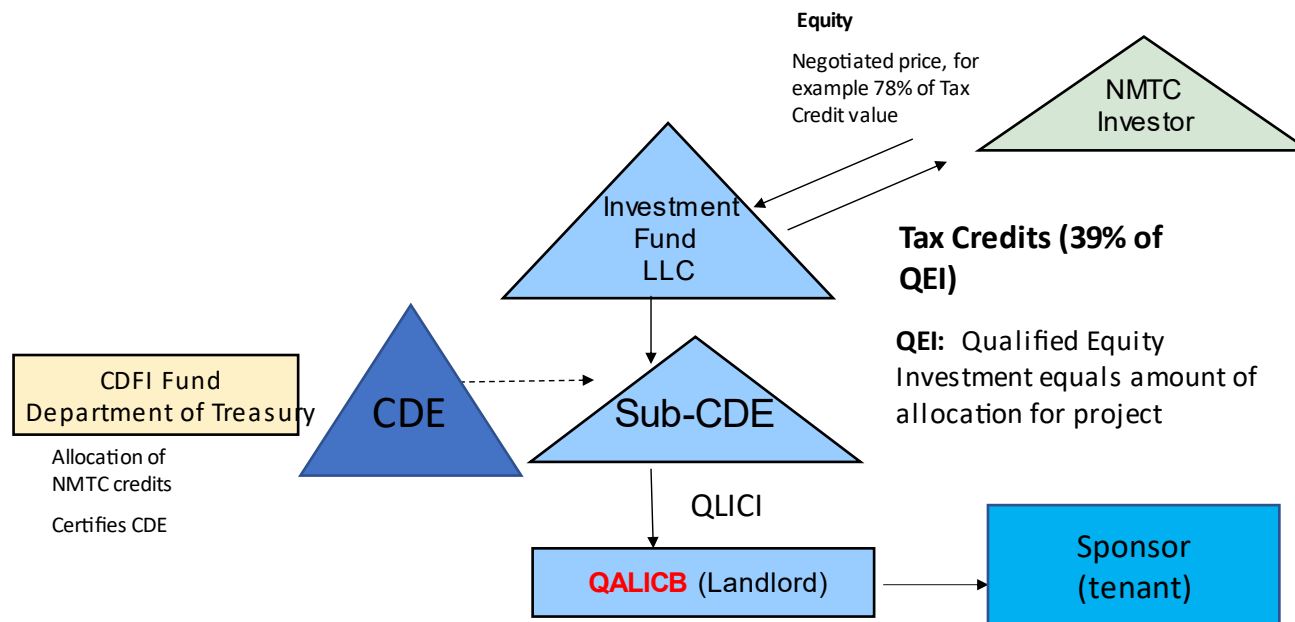 Equity
Negotiated price, for
example 78% of Tax
Credit value
NMTC
Investor
Investment
Fund
LLC
Tax Credits (39% of
QEI)
QEI: Qualified Equity
Investment equals amount of
allocation for project
CDFI Fund
Department of Treasury
Allocation of
NMTC credits
Certifies CDE
CDE
Sub-CDE
QLICI
QALICB (Landlord)
Sponsor
(tenant)